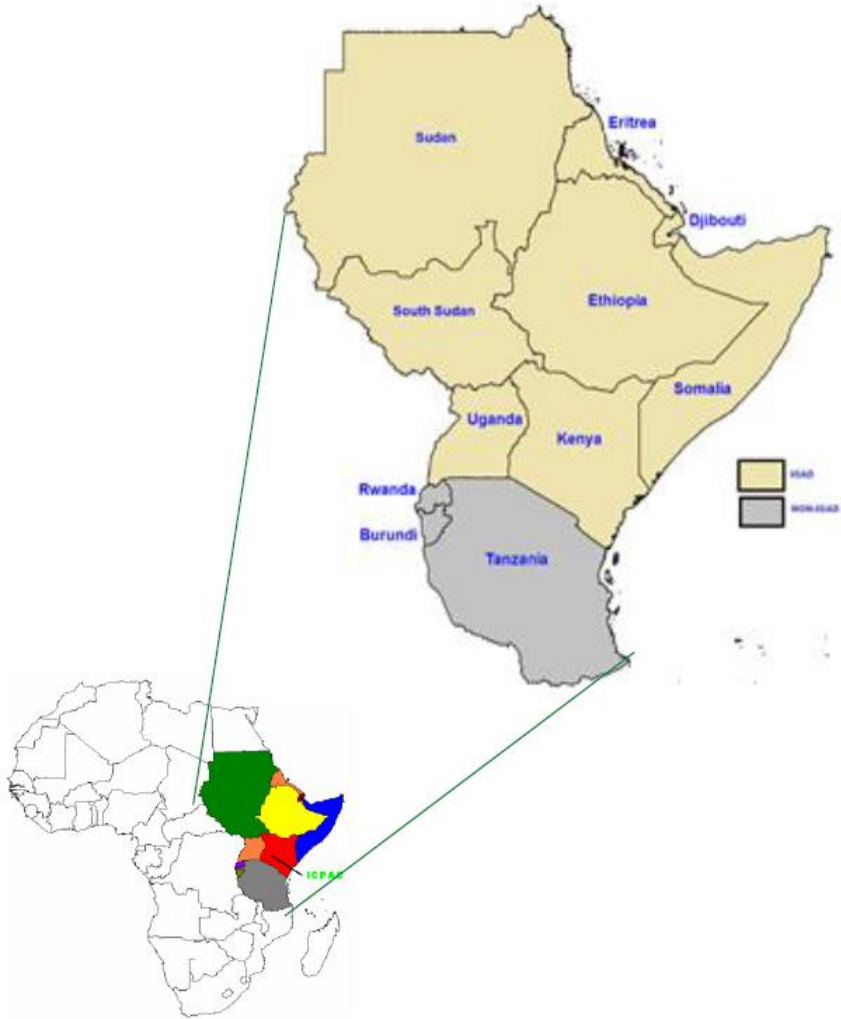 Eritrea
Sudan
Djibouti
Ethiopia
South Sudan
Somalia
Uganda
Kenya
IGAD
Rwanda
NON-IGAD
Burundi
Tanzania
ICPAC